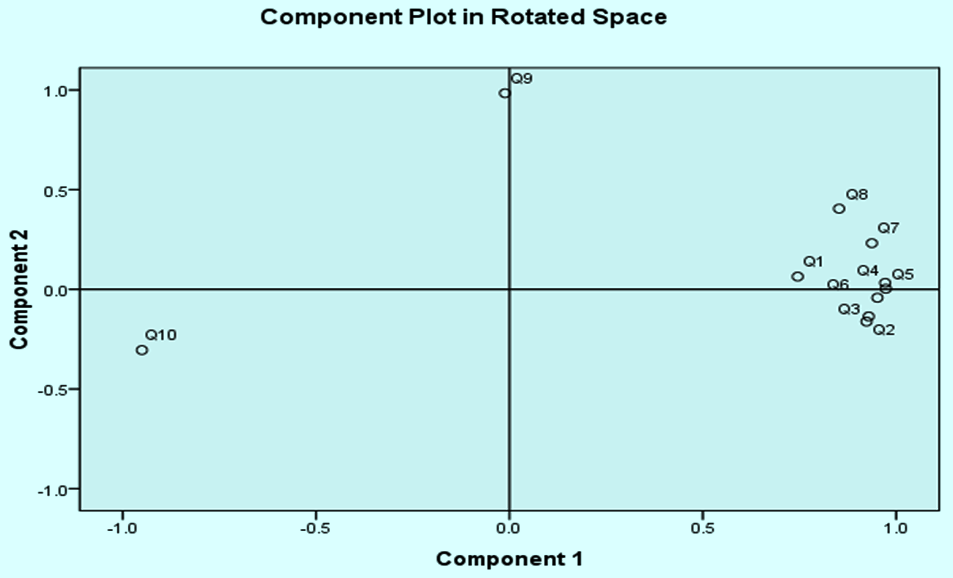 Component Plot in Rotated Space
Component 2
1.0
0.5
0.0
-0.5
-1.0
Q9
Q8
Q7
Q1
Q4
Q5
Q6
Q3
Q2
Q10
-1.0
-0.5
0.0
0.5
1.0
Component 1